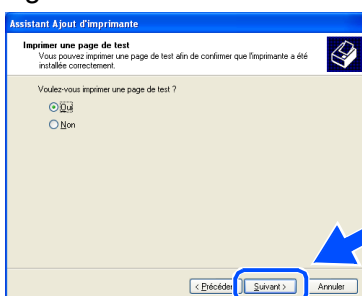 Assistant Ajout d'imprimante
Imprimer une page de test
Vous pouvez imprimer une page de test afin de confirmer que l'imprimante a été
installée correctement.
Voulez-vous imprimer une page de test ?
Oui
Non
< Précéden
Suivant >
Annuler